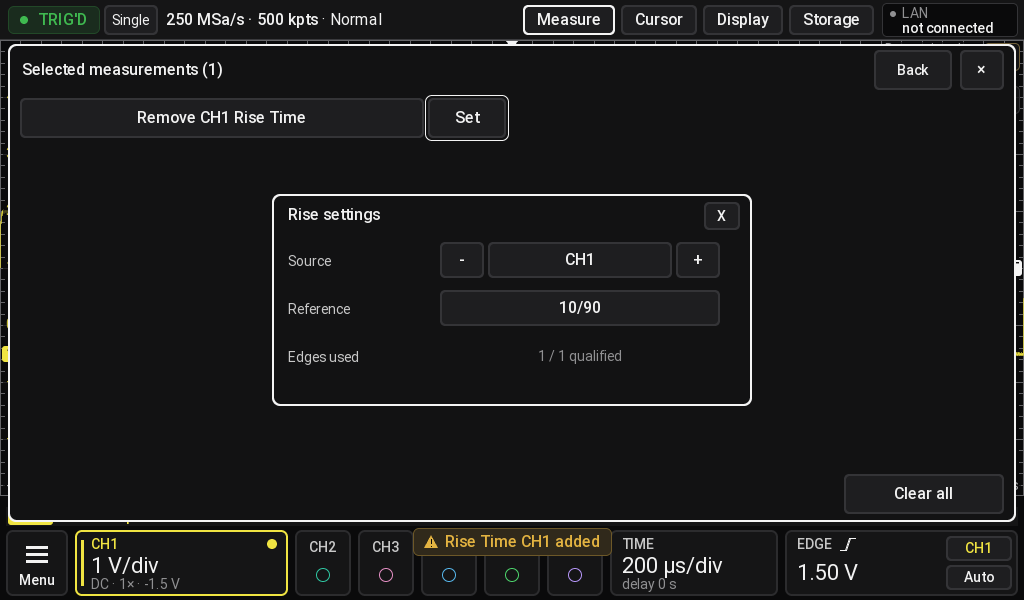 TRIG'D
Single
250 MSa/s · 500 kpts · Normal
Measure
Cursor
Display
Storage
LAN
not connected
Selected measurements (1)
Back
×
Remove CH1 Rise Time
Set
Rise settings
X
Source
-
CH1
+
Reference
10/90
Edges used
1 / 1 qualified
Clear all
Menu
CH1
1 V/div
DC · 1× · -1.5 V
CH2
CH3
Rise Time CH1 added
TIME
200 µs/div
delay 0 s
EDGE
1.50 V
CH1
Auto